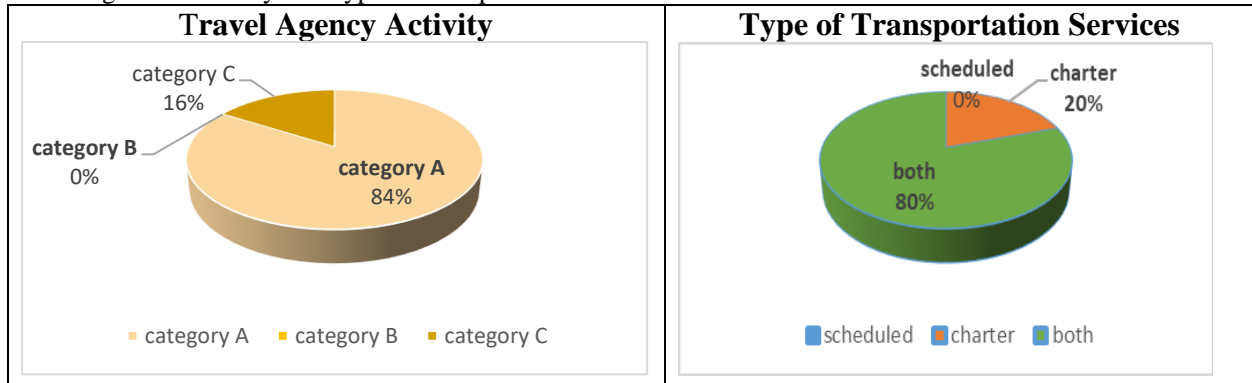 Travel Agency Activity
category C
16%
category B
0%
category A
84%
category A category B category C
Type of Transportation Services
scheduled
0%
charter
20%
both
80%
scheduled charter both